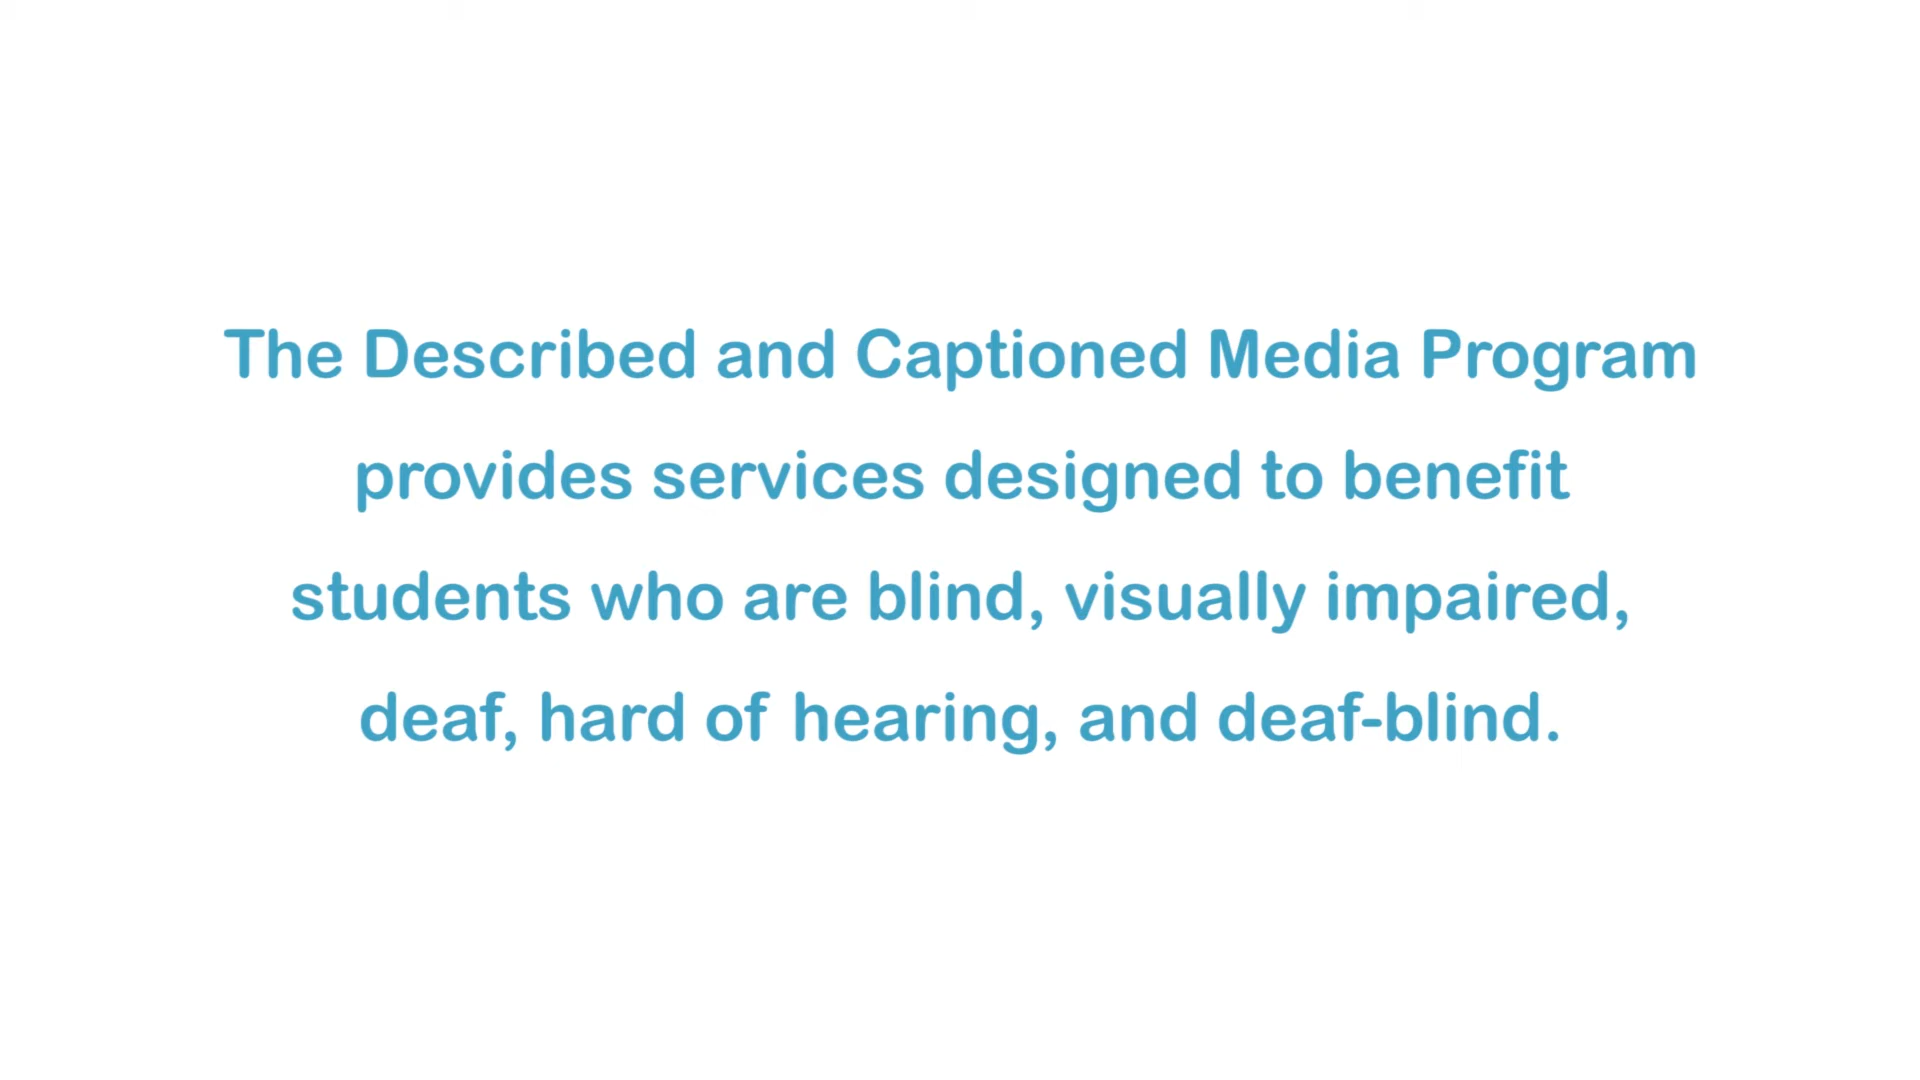 The Described and Captioned Media Program
provides services designed to benefit
students who are blind, visually impaired,
deaf, hard of hearing, and deaf-blind.